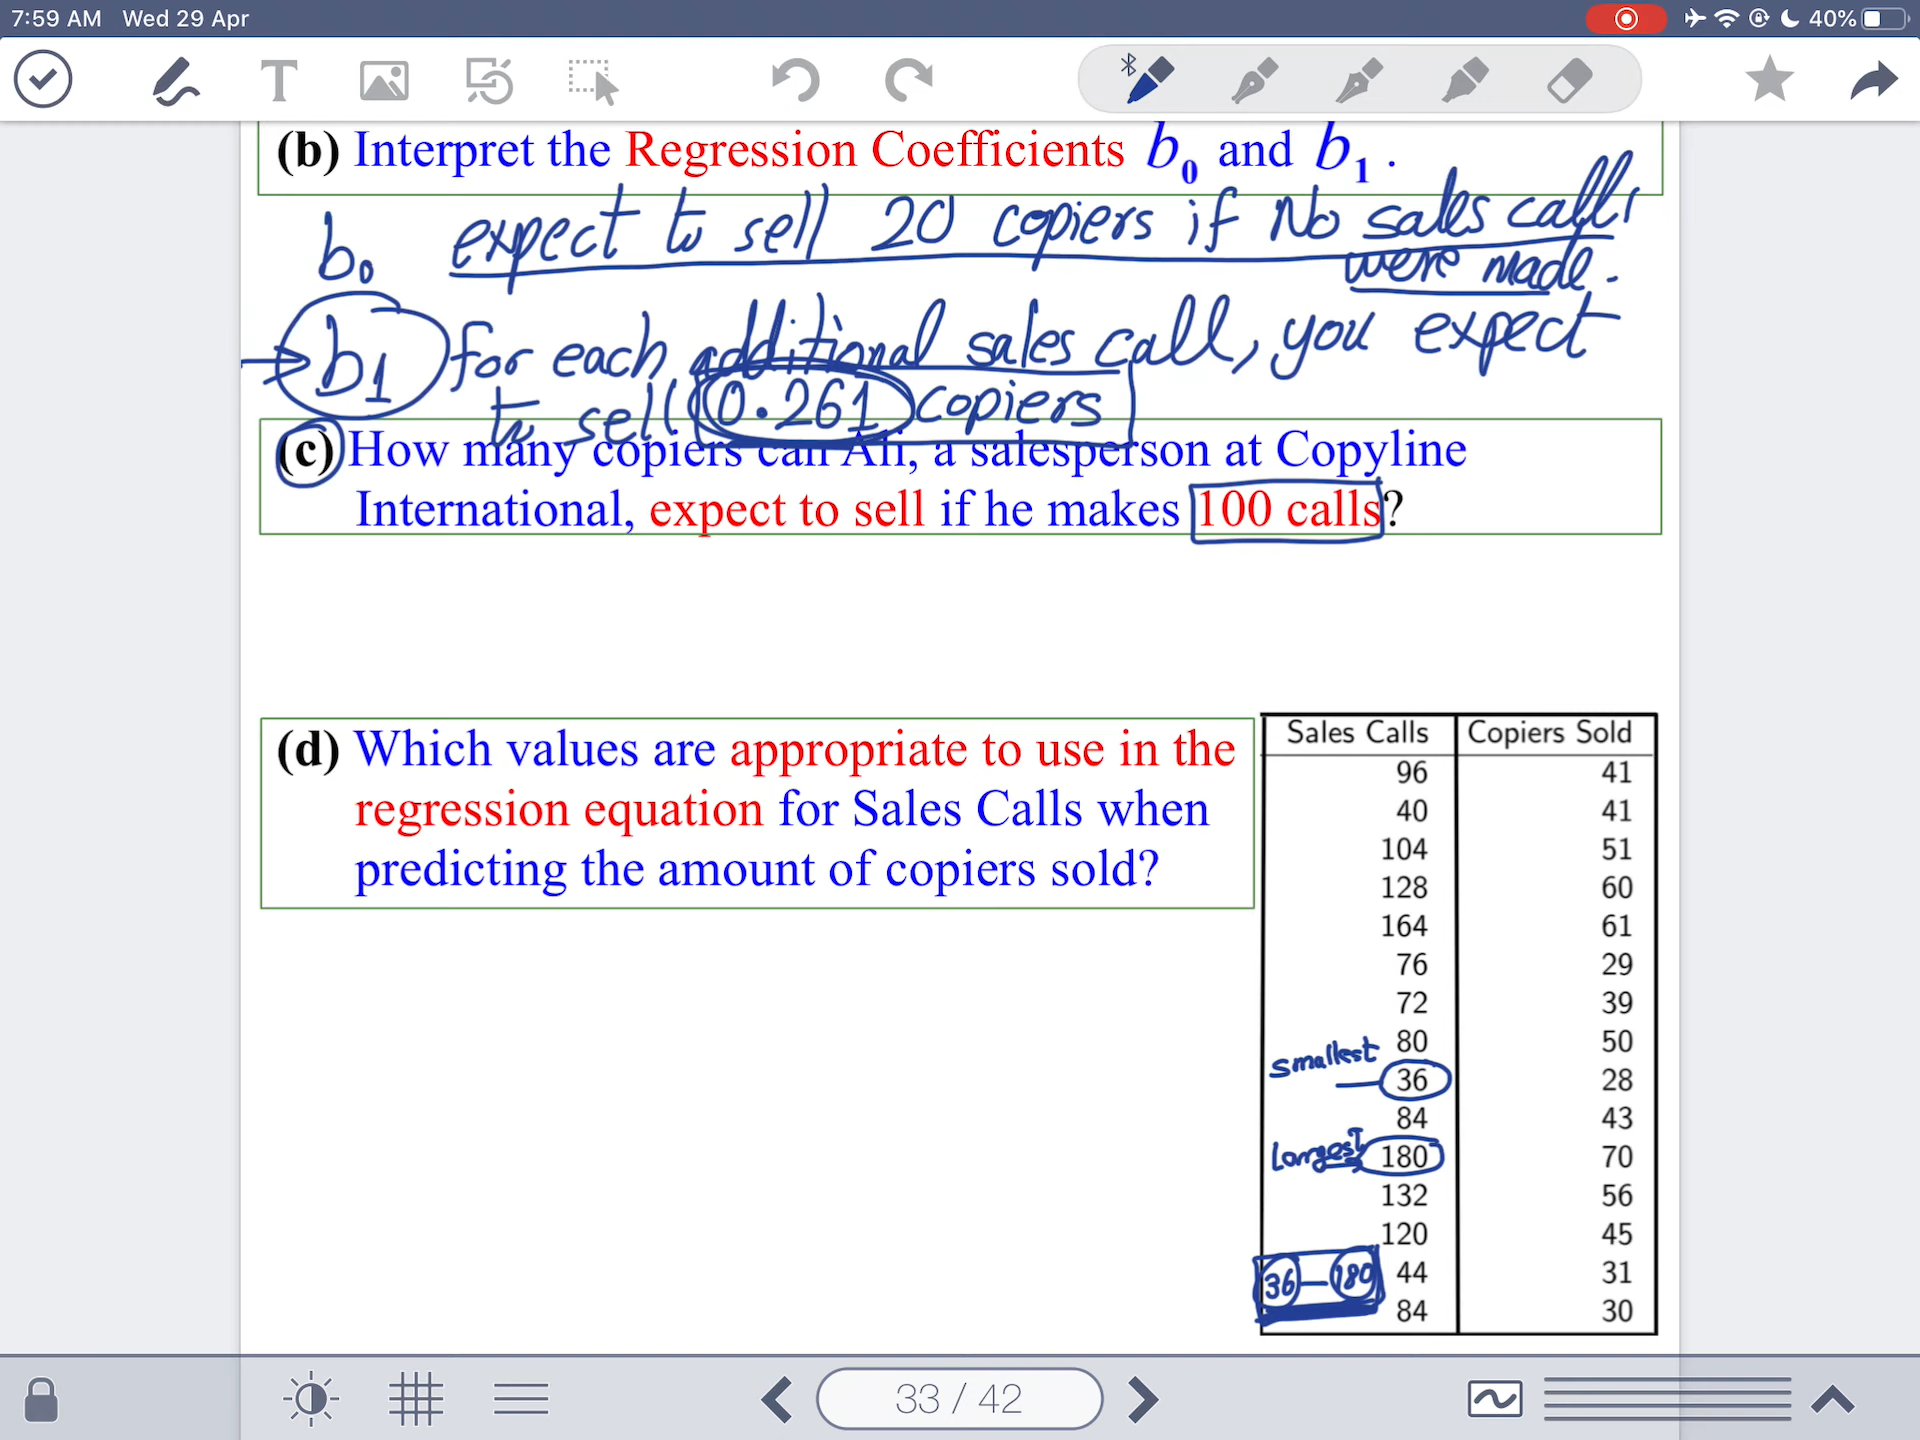 7:59 AM Wed 29 Apr
40%
T
(b) Interpret the Regression Coefficients b0 and b1 .
b0 expect to sell 20 copiers if No sales calls
were made.
b1 for each additional sales call, you expect
to sell 0.261 copiers
(c) How many copiers can Ali, a salesperson at Copyline
International, expect to sell if he makes 100 calls?
(d) Which values are appropriate to use in the
regression equation for Sales Calls when
predicting the amount of copiers sold?
Sales Calls Copiers Sold
96 41
40 41
104 51
128 60
164 61
76 29
72 39
smallest 80 50
36 28
84 43
Largest 180 70
132 56
120 45
36-180 44 31
84 30
33 / 42